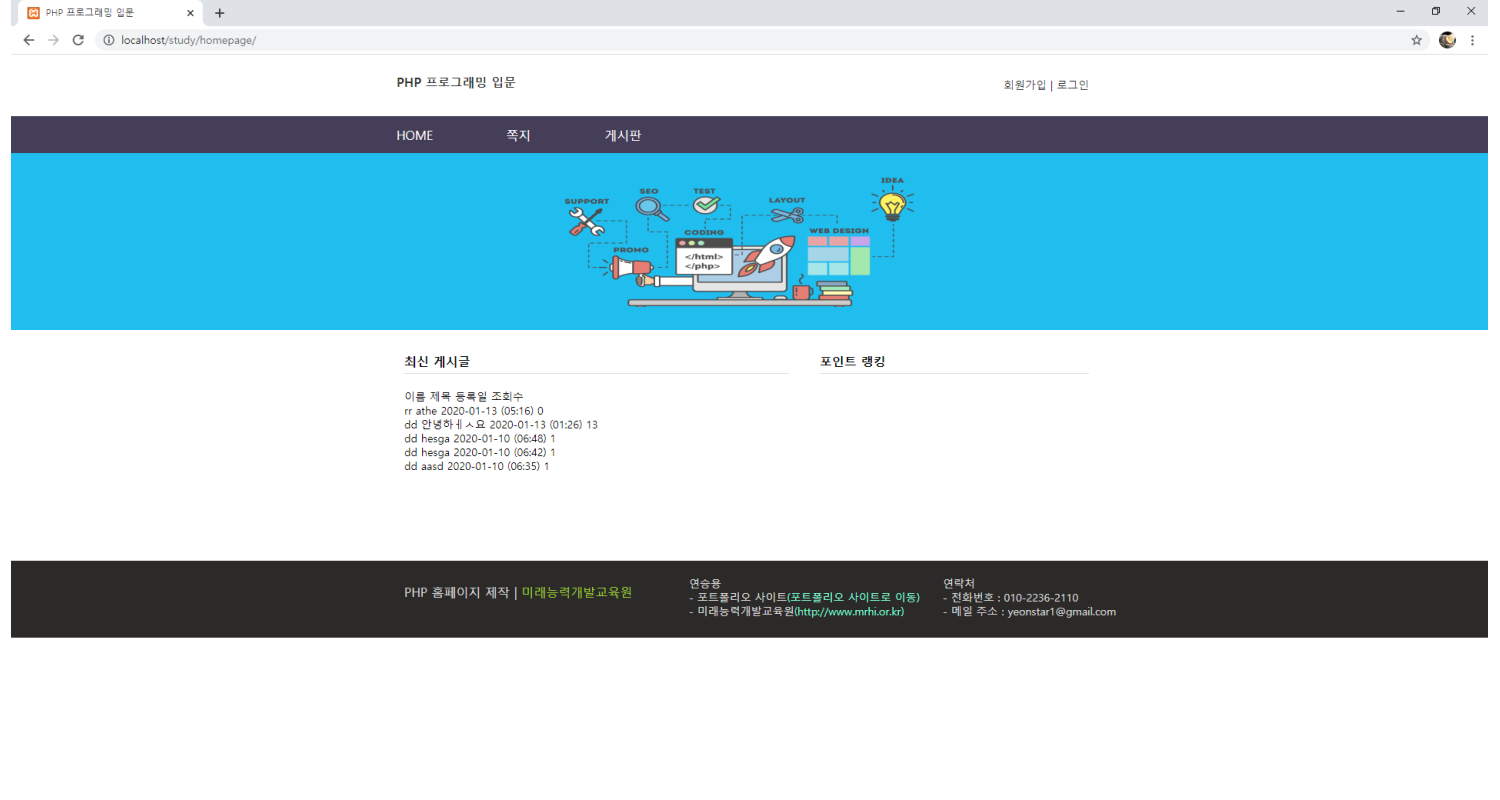 PHP 프로그래밍 입문
localhost/study/homepage/
PHP 프로그래밍 입문
회원가입 | 로그인
HOME 쪽지 게시판
IDEA
SUPPORT SEO TEST LAYOUT
CODING WEB DESIGN
PROMO
</html>
</php>
최신 게시글
이름 제목 등록일 조회수
rr athe 2020-01-13 (05:16) 0
dd 안녕하ㅔㅅ요 2020-01-13 (01:26) 13
dd hesga 2020-01-10 (06:48) 1
dd hesga 2020-01-10 (06:42) 1
dd aasd 2020-01-10 (06:35) 1
포인트 랭킹
PHP 홈페이지 제작 | 미래능력개발교육원
연승용
- 포트폴리오 사이트(포트폴리오 사이트로 이동)
- 미래능력개발교육원(http://www.mrhi.or.kr)
연락처
- 전화번호 : 010-2236-2110
- 메일 주소 : yeonstar1@gmail.com